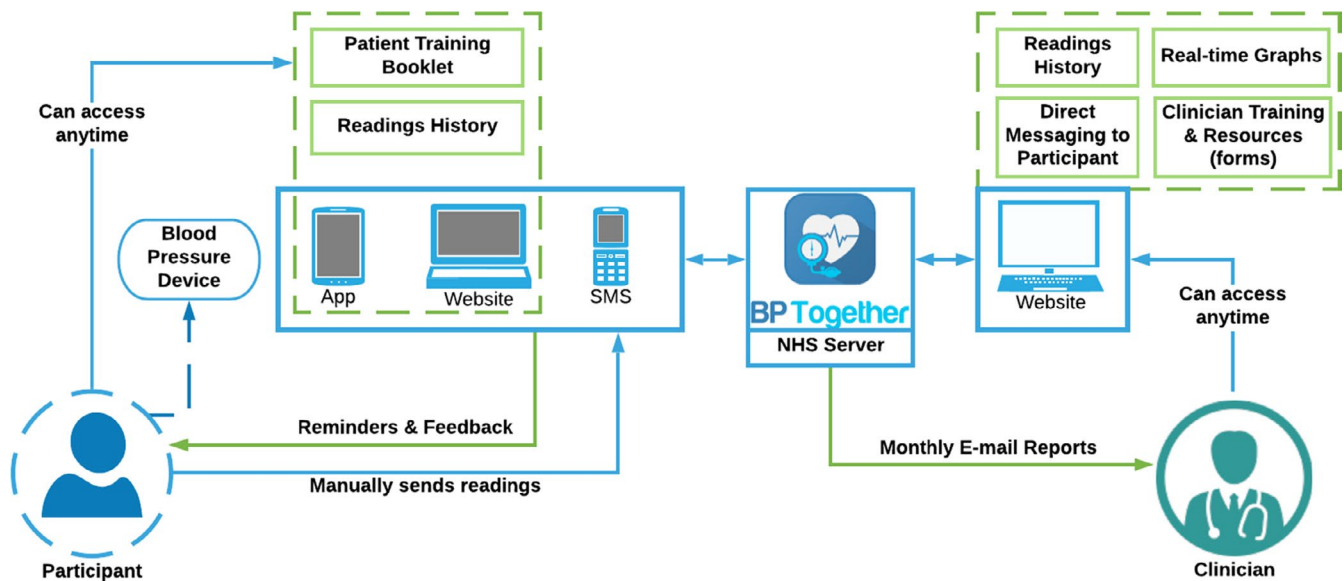 Patient Training
Booklet
Readings History
Can access
anytime
Blood
Pressure
Device
App
Website
SMS
Reminders & Feedback
Manually sends readings
Participant
BP Together
NHS Server
Monthly E-mail Reports
Readings
History
Real-time Graphs
Direct
Messaging to
Participant
Clinician Training
& Resources
(forms)
Website
Can access
anytime
Clinician